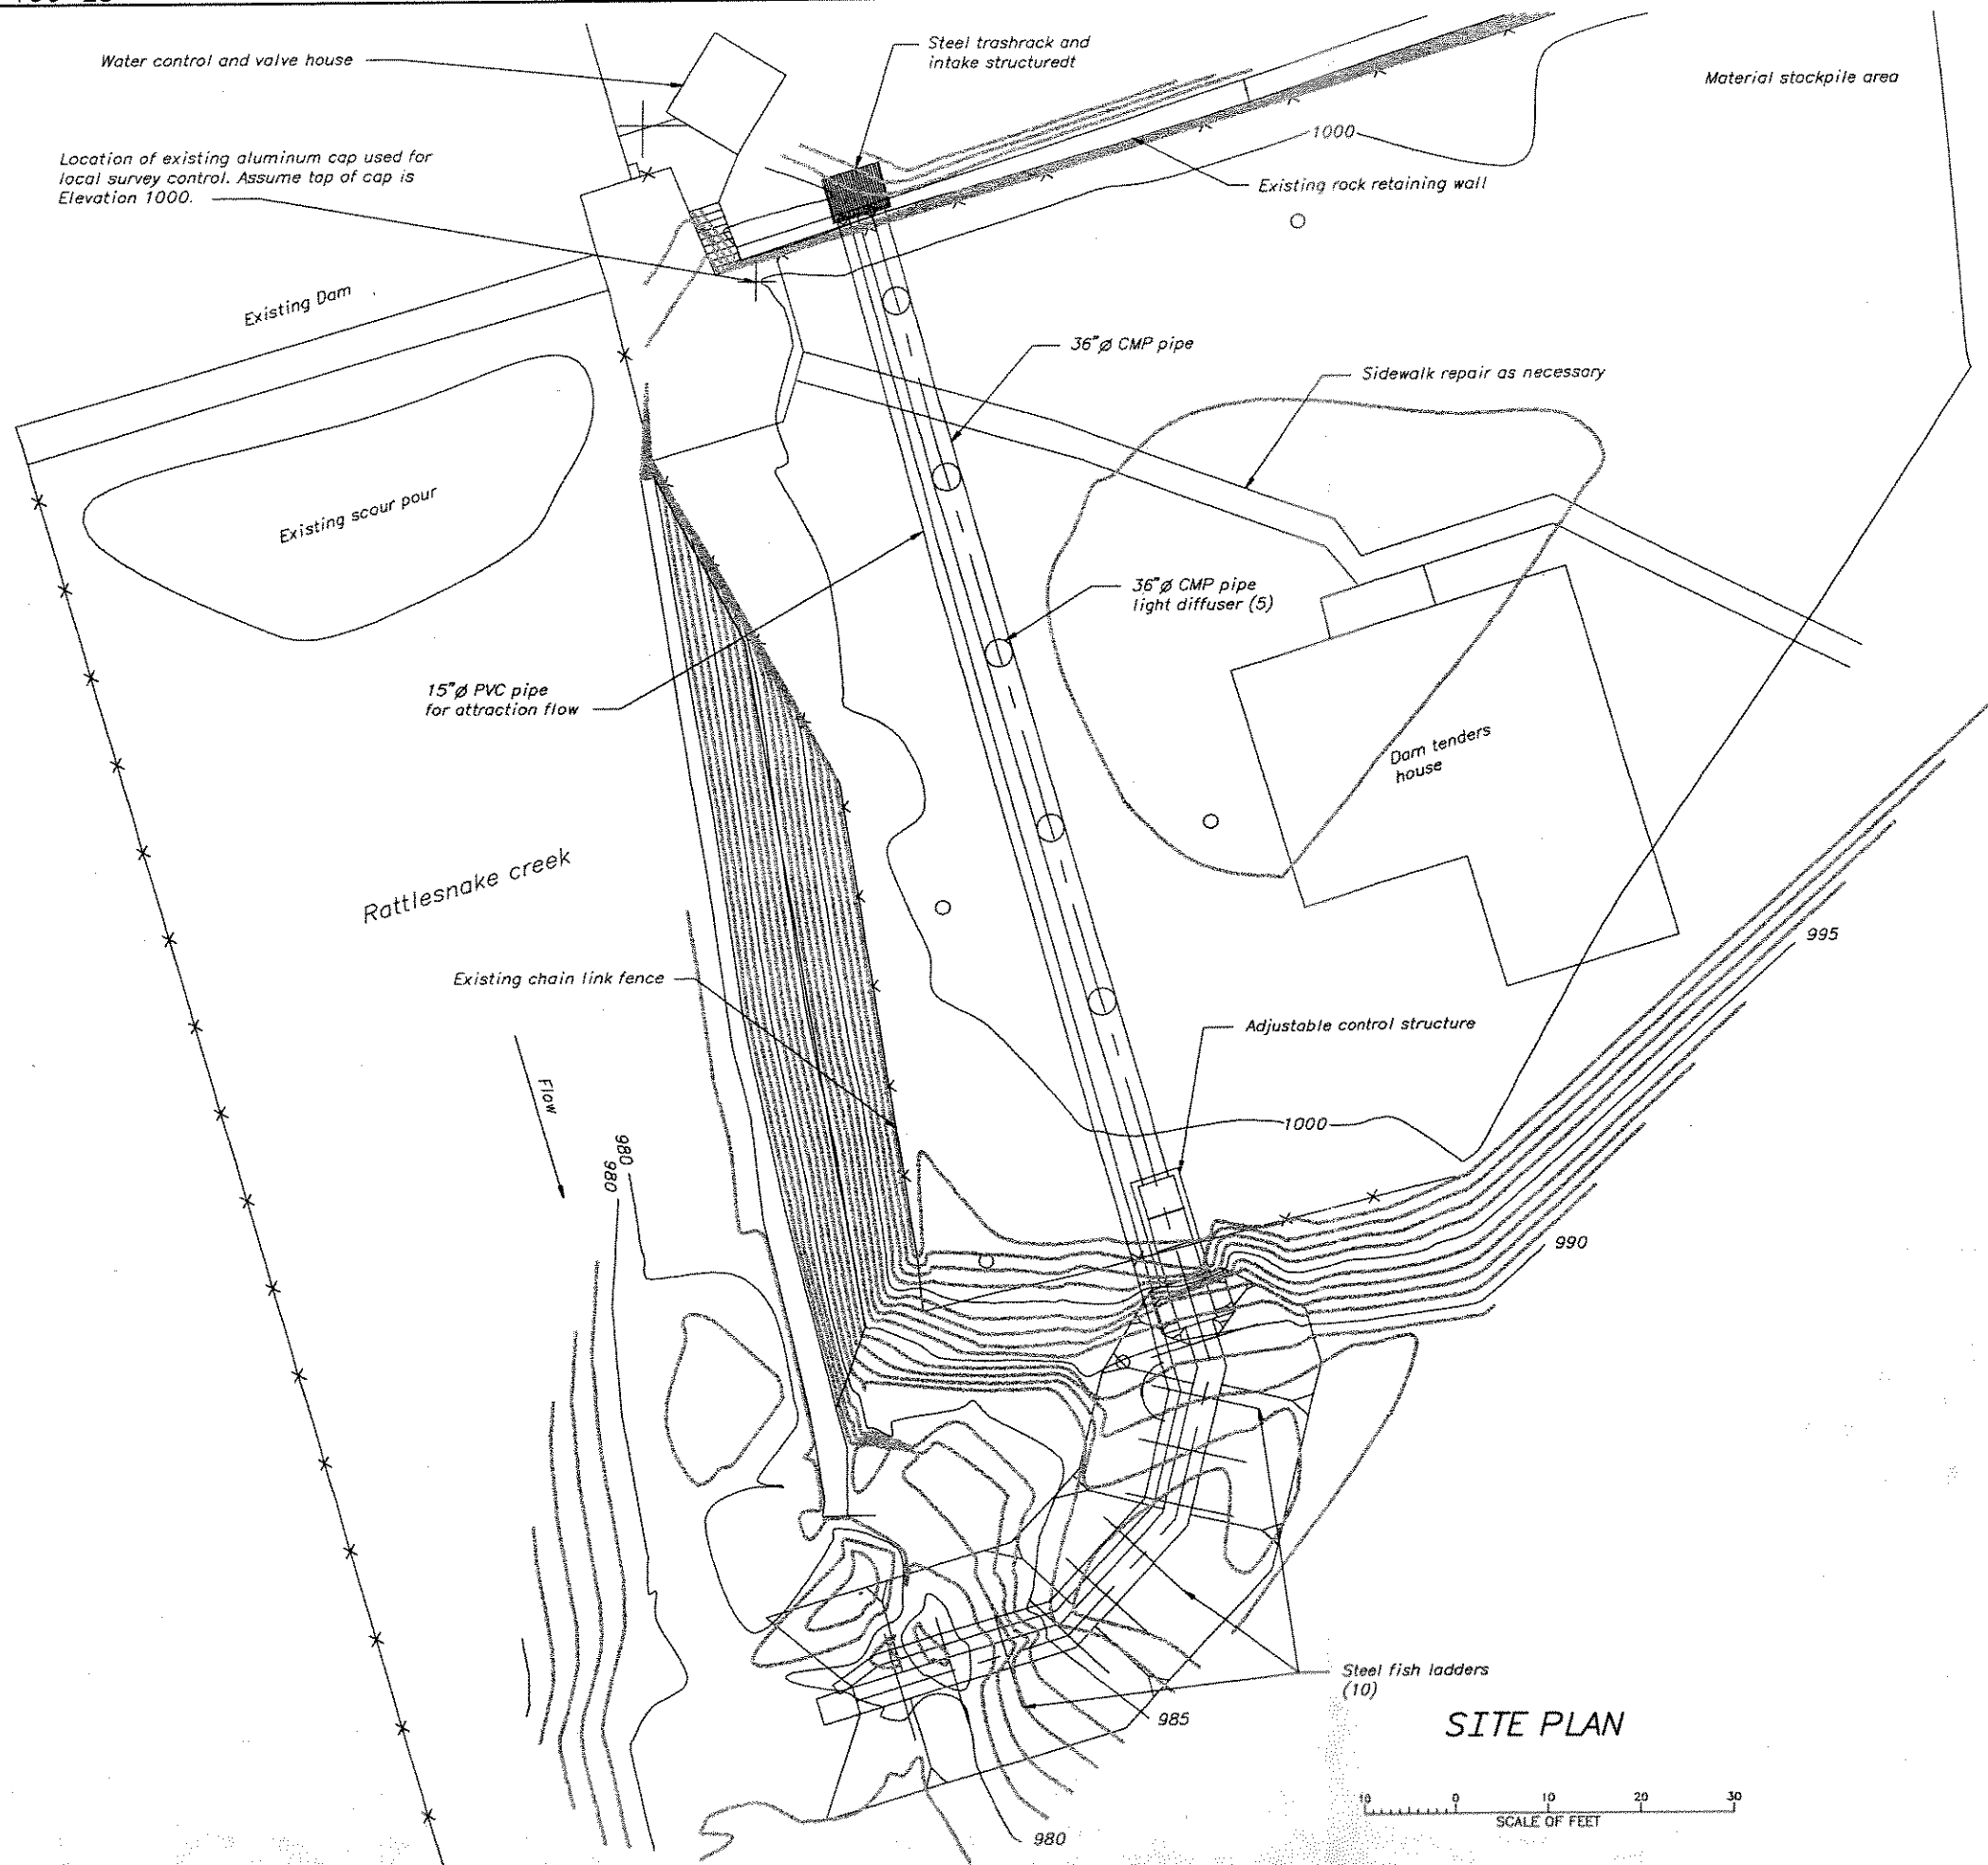 Water control and valve house
Steel trashrack and
intake structuredt
Material stockpile area
1000
Location of existing aluminum cap used for
local survey control. Assume top of cap is
Elevation 1000.
Existing rock retaining wall
Existing Dam
36"ø CMP pipe
Sidewalk repair as necessary
Existing scour pour
36"ø CMP pipe
light diffuser (5)
15"ø PVC pipe
for attraction flow
Dam tenders
house
Rattlesnake creek
995
Existing chain link fence
Adjustable control structure
Flow
1000
980
980
990
Steel fish ladders
(10)
985
SITE PLAN
10 0 10 20 30
SCALE OF FEET
980